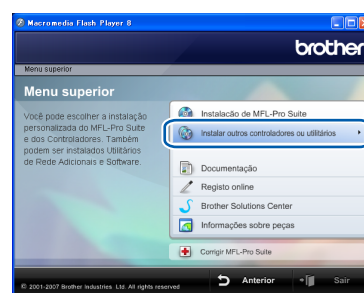 Macromedia Flash Player 8
brother
Menu superior
Menu superior
Você pode escolher a instalação
personalizada do MFL-Pro Suite
e dos Controladores. Também
podem ser instalados Utilitários
de Rede Adicionais e Software.
Instalação de MFL-Pro Suite
Instalar outros controladores ou utilitários
Documentação
Registo online
Brother Solutions Center
Informações sobre peças
Corrigir MFL-Pro Suite
© 2001-2007 Brother Industries Ltd. All rights reserved
Anterior
Sair